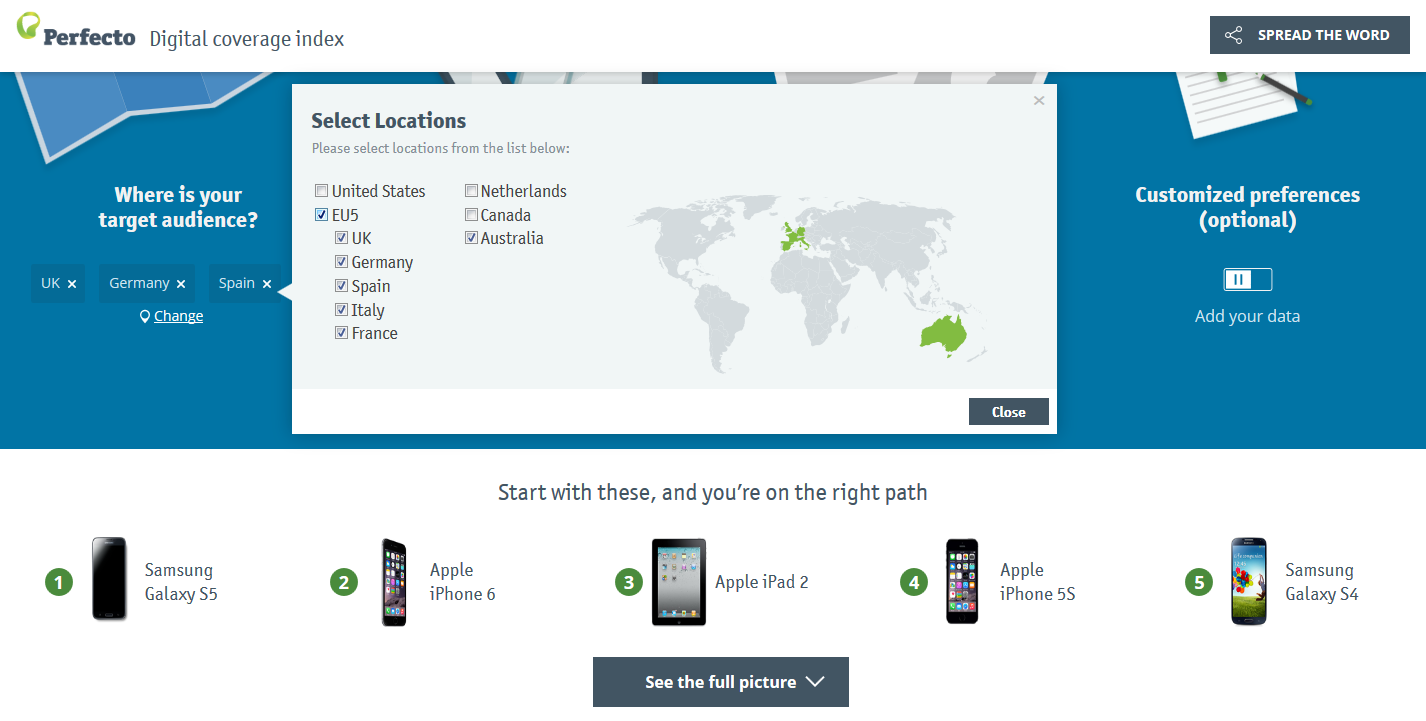 Perfecto
Digital coverage index
SPREAD THE WORD
Where is your
target audience?
UK ×
Germany ×
Spain ×
Change
×
Select Locations
Please select locations from the list below:
United States
EU5
UK
Germany
Spain
Italy
France
Netherlands
Canada
Australia
Close
Customized preferences
(optional)
Add your data
Start with these, and you’re on the right path
1
Samsung
Galaxy S5
2
Apple
iPhone 6
3
Apple iPad 2
4
Apple
iPhone 5S
5
Samsung
Galaxy S4
See the full picture